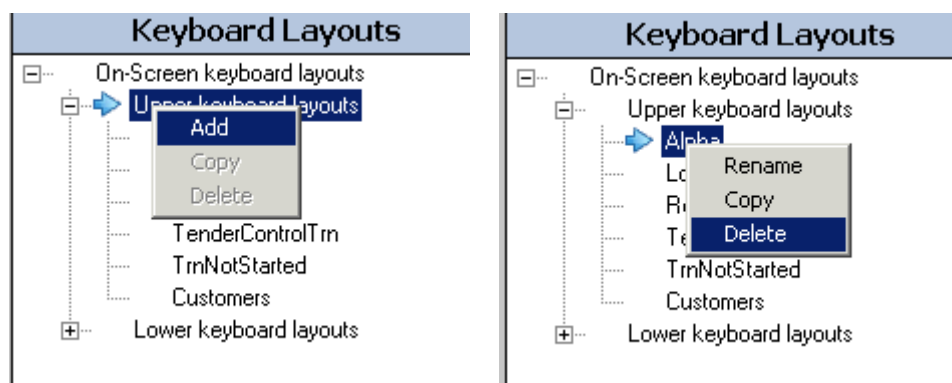 Keyboard Layouts
On-Screen keyboard layouts
Upper keyboard layouts
Add
Copy
Delete
TenderControlTrn
TrnNotStarted
Customers
Lower keyboard layouts
Keyboard Layouts
On-Screen keyboard layouts
Upper keyboard layouts
Alpha
Rename
Copy
Delete
TrnNotStarted
Customers
Lower keyboard layouts